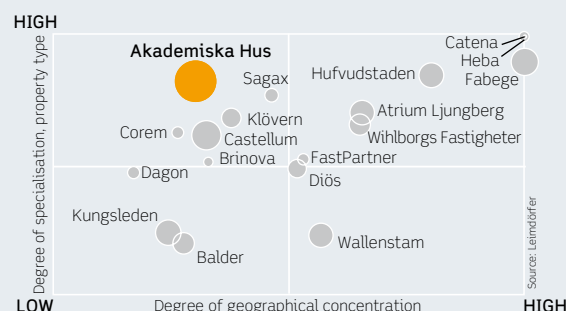 HIGH
Degree of specialisation, property type
Akademiska Hus
Catena
Heba
Fabege
Hufvudstaden
Sagax
Atrium Ljungberg
Klövern
Wihlborgs Fastigheter
Corem
Castellum
Brinova
FastPartner
Dagon
Diös
Kungsleden
Wallenstam
Balder
Source: Leimdörfer
LOW
Degree of geographical concentration
HIGH